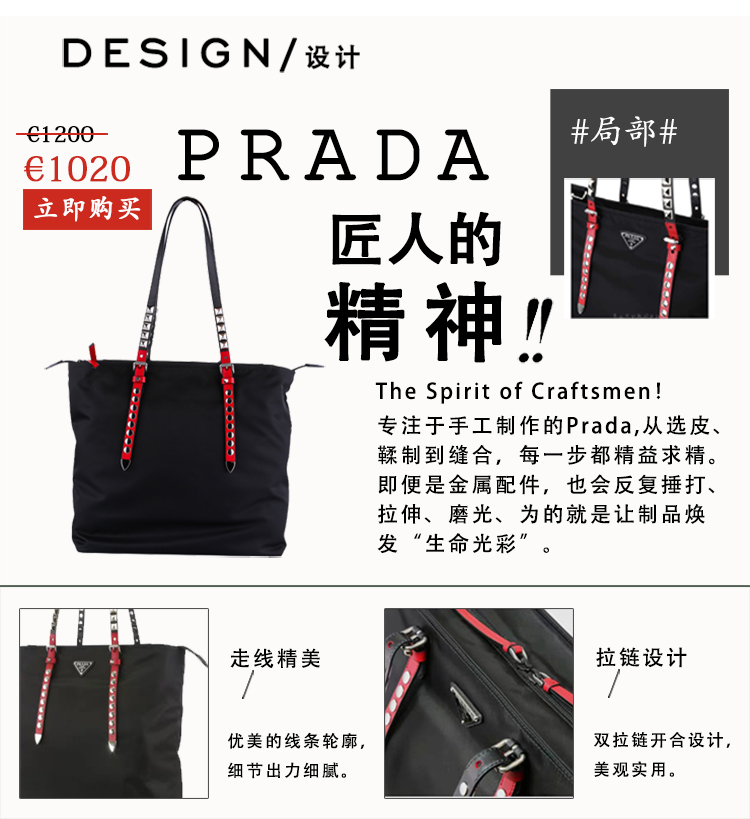 DESIGN/设计
€1200
€1020
立即购买
PRADA
#局部#
匠人的
精神!!
The Spirit of Craftsmen!
专注于手工制作的Prada,从选皮、
鞣制到缝合，每一步都精益求精。
即便是金属配件，也会反复捶打、
拉伸、磨光、为的就是让制品焕
发“生命光彩”。
走线精美
优美的线条轮廓，
细节出力细腻。
拉链设计
双拉链开合设计，
美观实用。